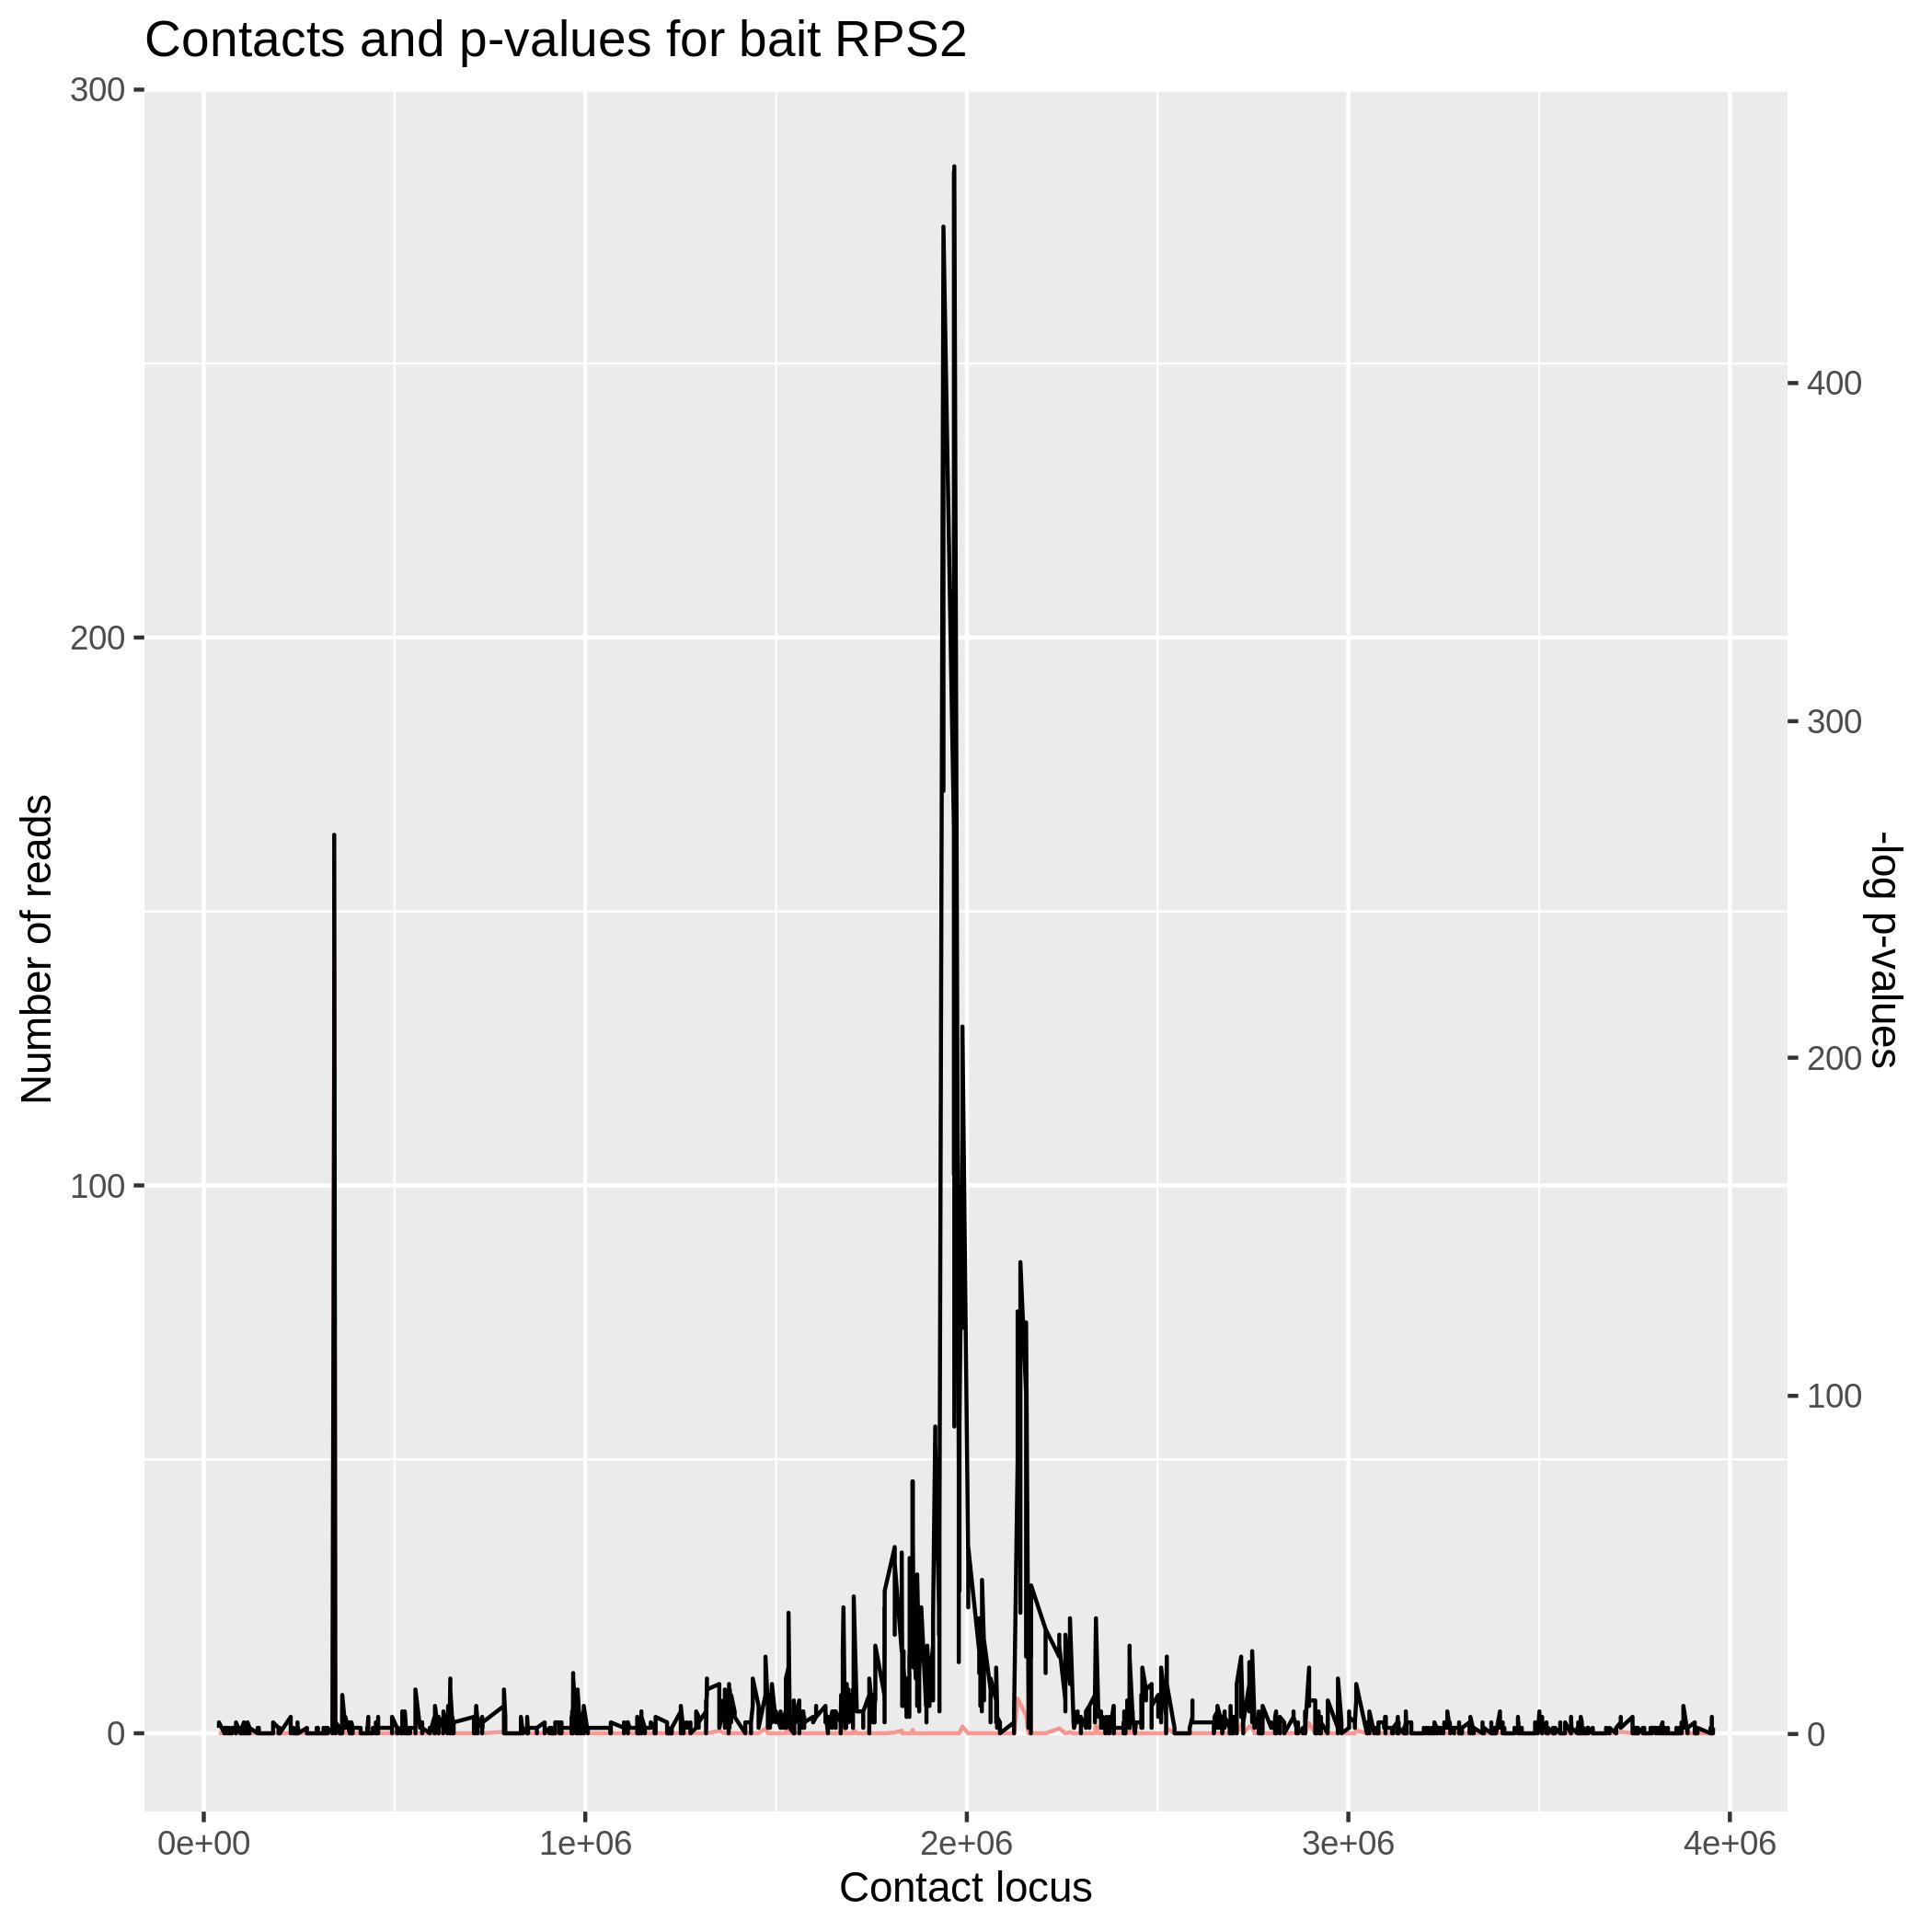 Contacts and p-values for bait RPS2
300
200
100
0
Number of reads
400
300
200
100
0
-log p-values
0e+00 1e+06 2e+06 3e+06 4e+06
Contact locus